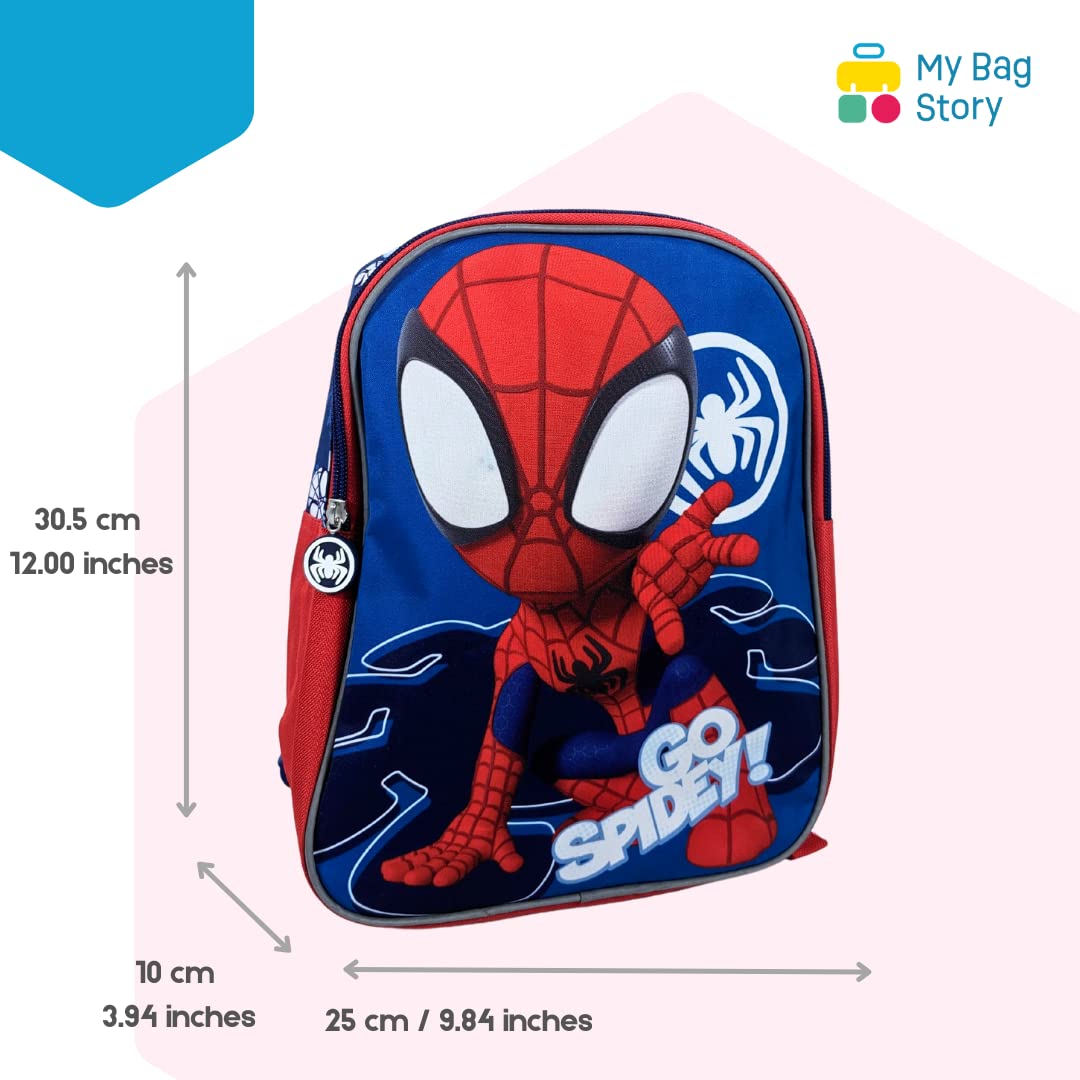 My Bag
Story
30.5 cm
12.00 inches
GO
SPIDEY!
10 cm
3.94 inches
25 cm / 9.84 inches